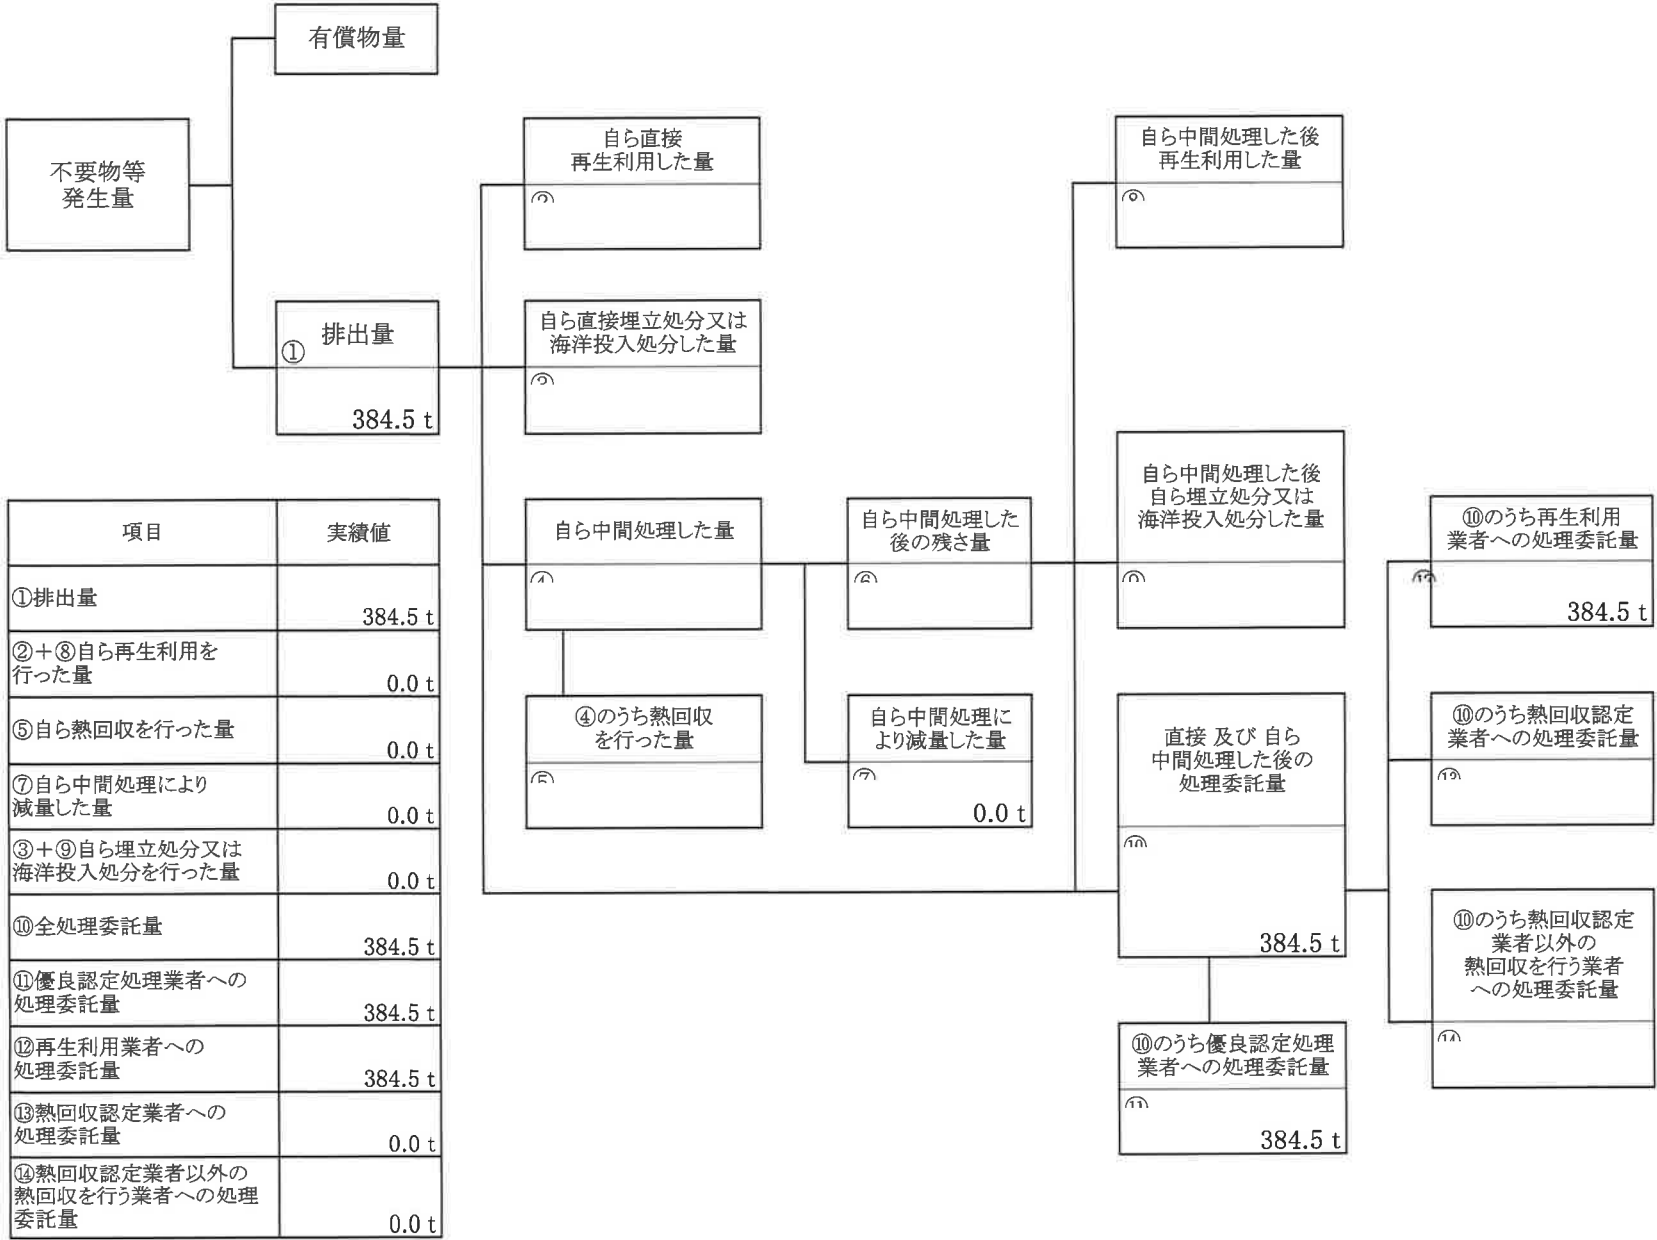 有償物量
不要物等
発生量
自ら直接
再生利用した量
②
自ら中間処理した後
再生利用した量
⑧
排出量
①
384.5 t
自ら直接埋立処分又は
海洋投入処分した量
③
自ら中間処理した量
④
自ら中間処理した
後の残さ量
⑥
自ら中間処理した後
自ら埋立処分又は
海洋投入処分した量
⑨
⑩のうち再生利用
業者への処理委託量
⑫
384.5 t
④のうち熱回収
を行った量
⑤
自ら中間処理に
より減量した量
⑦
0.0 t
直接 及び 自ら
中間処理した後の
処理委託量
⑩
384.5 t
⑩のうち熱回収認定
業者への処理委託量
⑬
⑩のうち熱回収認定
業者以外の
熱回収を行う業者
への処理委託量
⑭
⑩のうち優良認定処理
業者への処理委託量
⑪
384.5 t
項目 実績値
①排出量
384.5 t
②＋⑧自ら再生利用を
行った量
0.0 t
⑤自ら熱回収を行った量
0.0 t
⑦自ら中間処理により
減量した量
0.0 t
③＋⑨自ら埋立処分又は
海洋投入処分を行った量
0.0 t
⑩全処理委託量
384.5 t
⑪優良認定処理業者への
処理委託量
384.5 t
⑫再生利用業者への
処理委託量
384.5 t
⑬熱回収認定業者への
処理委託量
0.0 t
⑭熱回収認定業者以外の
熱回収を行う業者への処理
委託量
0.0 t